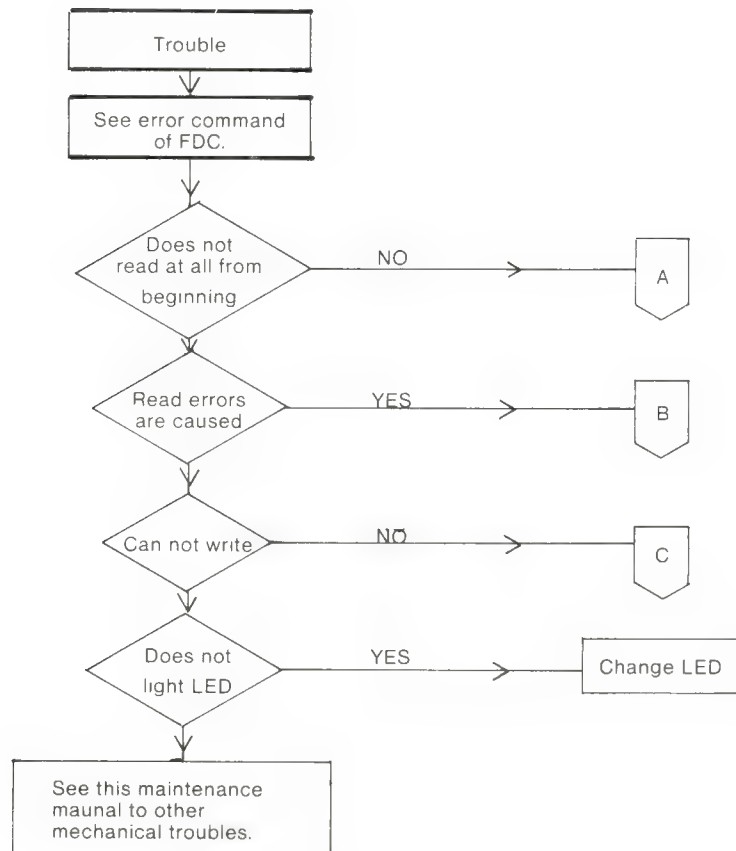 Trouble
See error command
of FDC.
Does not
read at all from
beginning
NO
A
Read errors
are caused
YES
B
Can not write
NO
C
Does not
light LED
YES
Change LED
See this maintenance
maunal to other
mechanical troubles.